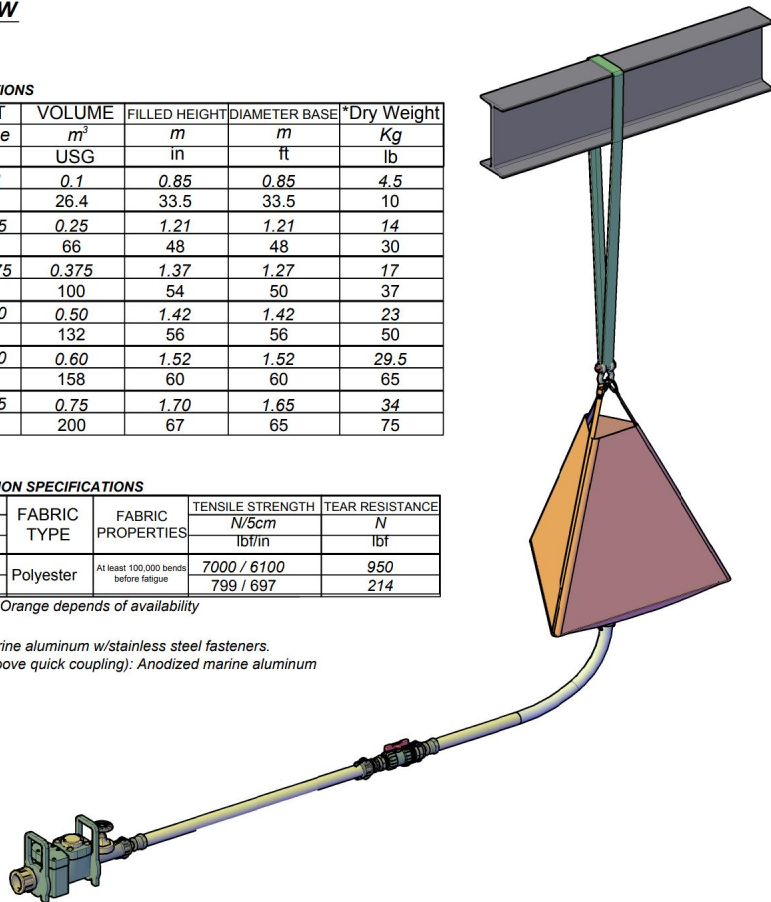 W
TIONS
T VOLUME FILLED HEIGHT DIAMETER BASE *Dry Weight
e m³ m m Kg
USG in ft lb
0.1 0.85 0.85 4.5
26.4 33.5 33.5 10
5 0.25 1.21 1.21 14
66 48 48 30
75 0.375 1.37 1.27 17
100 54 50 37
0 0.50 1.42 1.42 23
132 56 56 50
0 0.60 1.52 1.52 29.5
158 60 60 65
5 0.75 1.70 1.65 34
200 67 65 75
ON SPECIFICATIONS
FABRIC TYPE FABRIC PROPERTIES TENSILE STRENGTH TEAR RESISTANCE
N/5cm N
lbf/in lbf
Polyester At least 100,000 bends before fatigue 7000 / 6100 950
799 / 697 214
Orange depends of availability
rine aluminum w/stainless steel fasteners.
ove quick coupling): Anodized marine aluminum